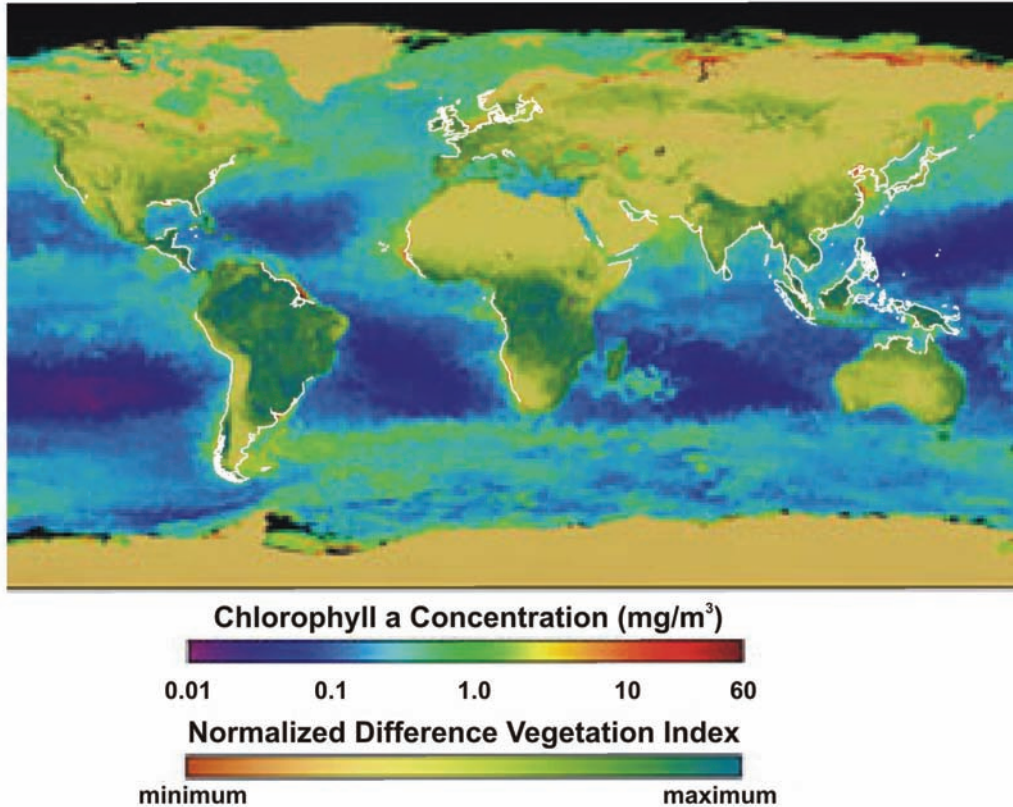 Chlorophyll a Concentration (mg/m³)
0.01 0.1 1.0 10 60
Normalized Difference Vegetation Index
minimum maximum